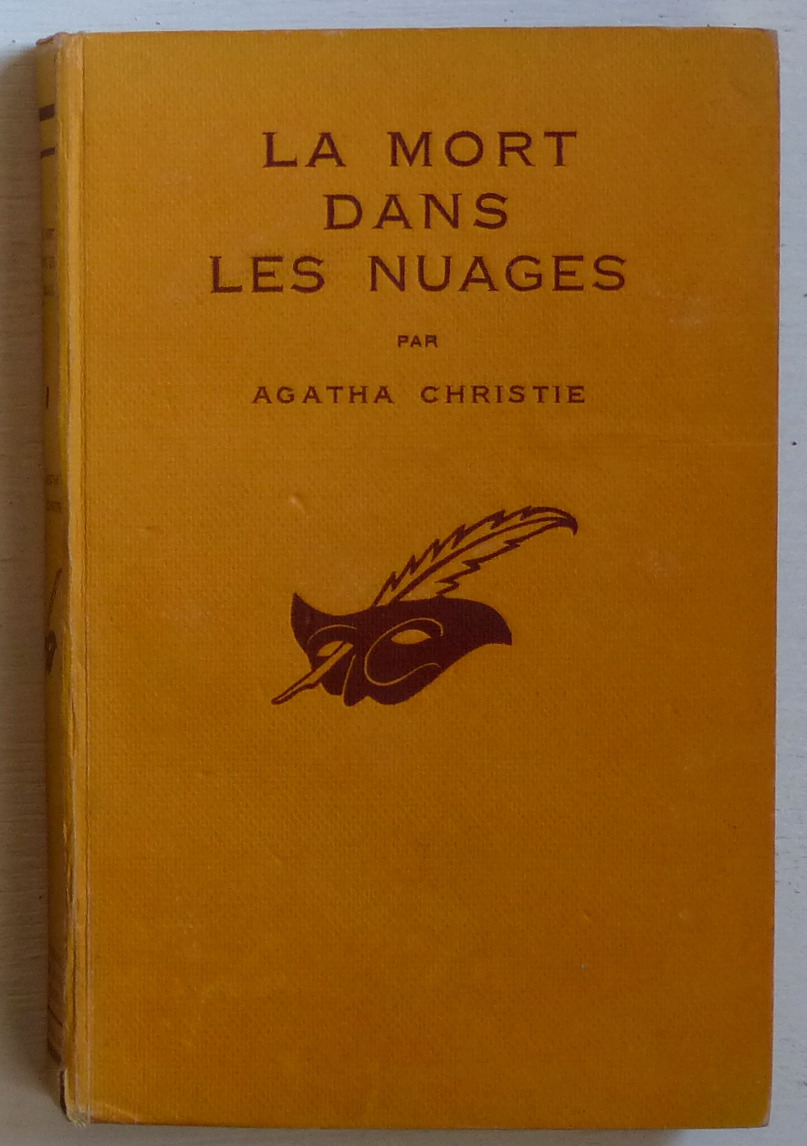 LA MORT
DANS
LES NUAGES
PAR
AGATHA CHRISTIE